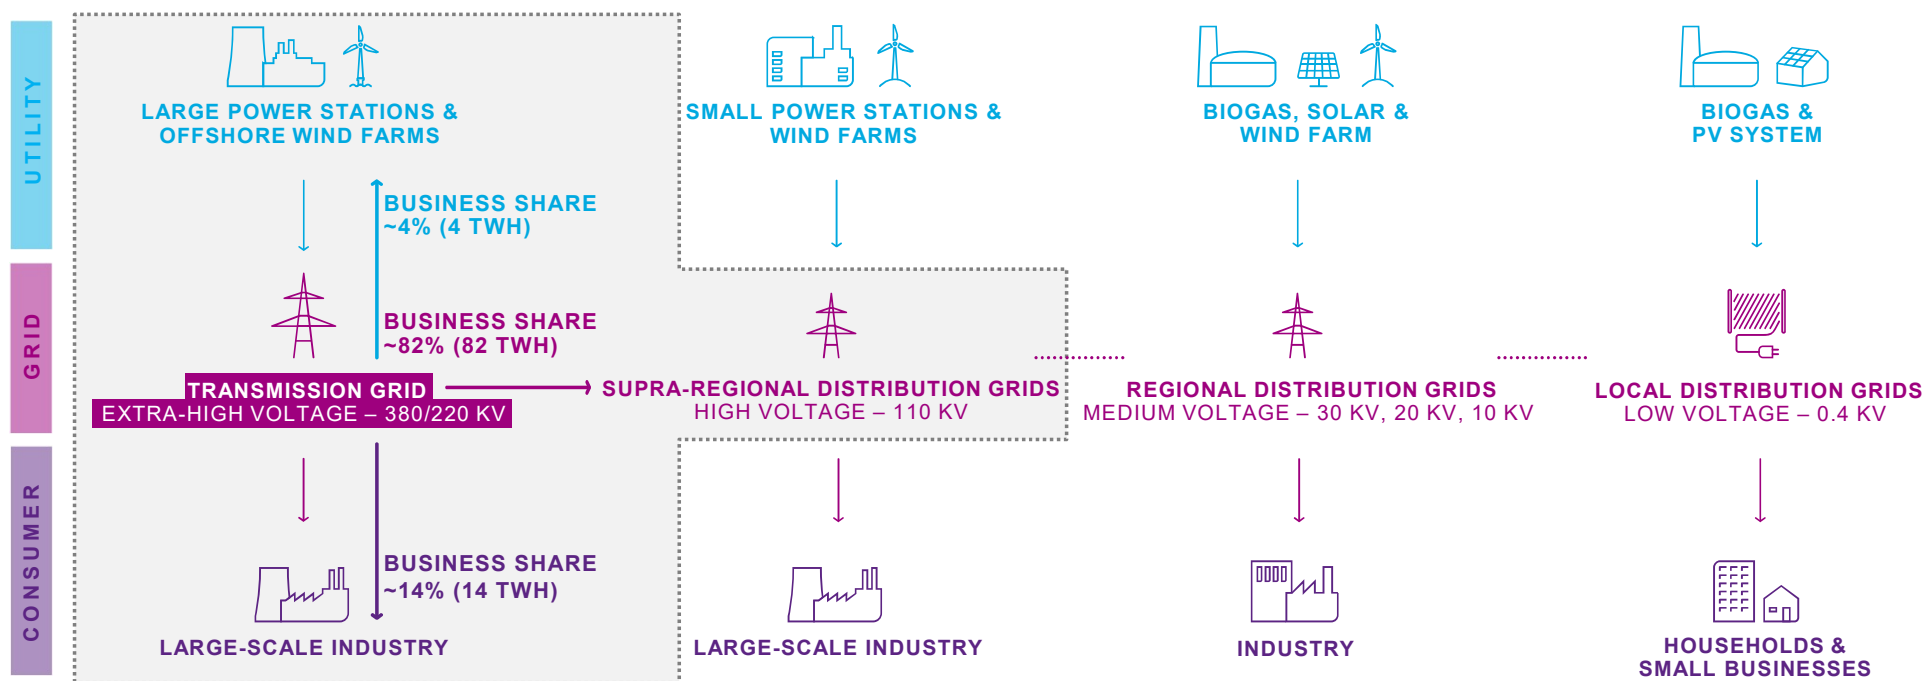 UTILITY
LARGE POWER STATIONS &
OFFSHORE WIND FARMS
SMALL POWER STATIONS &
WIND FARMS
BIOGAS, SOLAR &
WIND FARM
BIOGAS &
PV SYSTEM
BUSINESS SHARE
~4% (4 TWH)
GRID
BUSINESS SHARE
~82% (82 TWH)
TRANSMISSION GRID
EXTRA-HIGH VOLTAGE – 380/220 KV
SUPRA-REGIONAL DISTRIBUTION GRIDS
HIGH VOLTAGE – 110 KV
REGIONAL DISTRIBUTION GRIDS
MEDIUM VOLTAGE – 30 KV, 20 KV, 10 KV
LOCAL DISTRIBUTION GRIDS
LOW VOLTAGE – 0.4 KV
CONSUMER
BUSINESS SHARE
~14% (14 TWH)
LARGE-SCALE INDUSTRY
LARGE-SCALE INDUSTRY
INDUSTRY
HOUSEHOLDS &
SMALL BUSINESSES